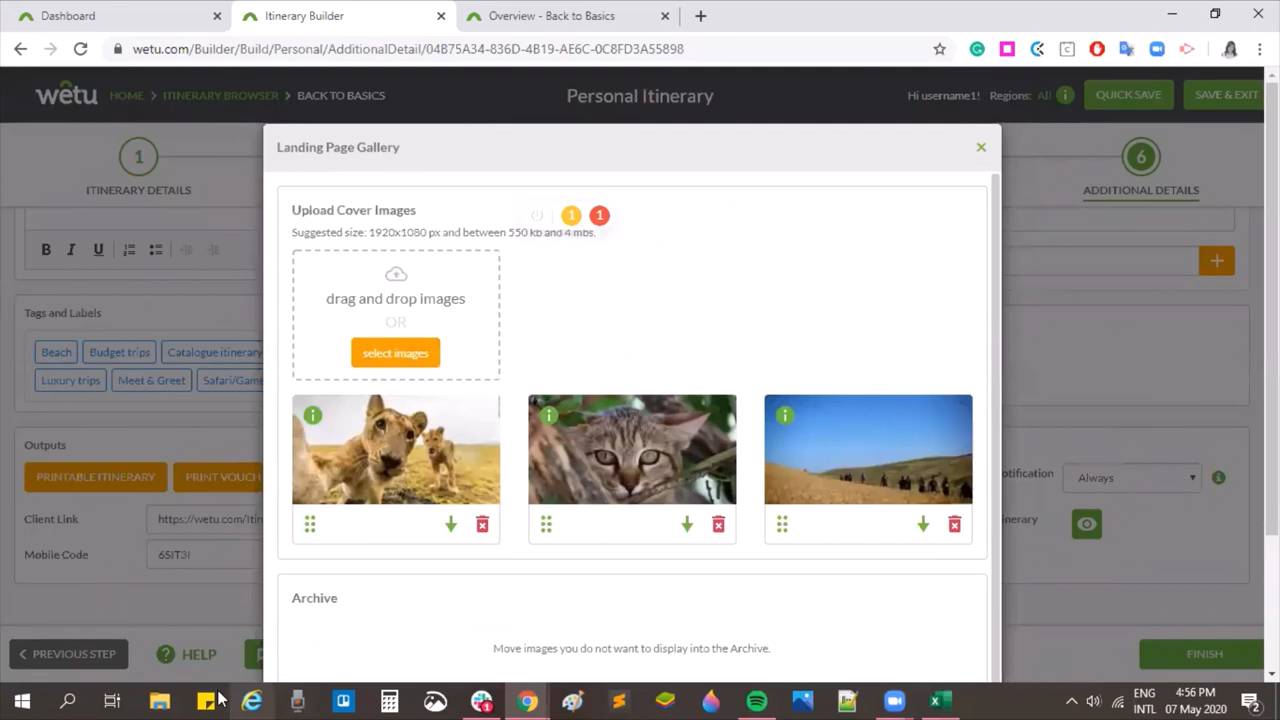 Dashboard
Itinerary Builder
Overview - Back to Basics
wetu.com/Builder/Build/Personal/AdditionalDetail/04B75A34-836D-4B19-AE6C-0C8FD3A55898
wetu HOME > ITINERARY BROWSER > BACK TO BASICS
Personal Itinerary
Hi username1! Regions: All i
QUICK SAVE
SAVE & EXIT
1
ITINERARY DETAILS
6
ADDITIONAL DETAILS
Landing Page Gallery
Upload Cover Images
1 1
Suggested size: 1920x1080 px and between 550 kb and 4 mbs.
drag and drop images
OR
select images
B I U
Tags and Labels
Beach
Budget trips
Catalogue itinerary
Luxury trips
Meet & Greet
Safari/Game
Outputs
PRINTABLE ITINERARY
PRINT VOUCH
Client Link
https://wetu.com/Itin
Mobile Code
65IT3I
otification
Always
inerary
Archive
Move images you do not want to display into the Archive.
PREVIOUS STEP
HELP
FINISH
ENG
INTL
4:56 PM
07 May 2020
2